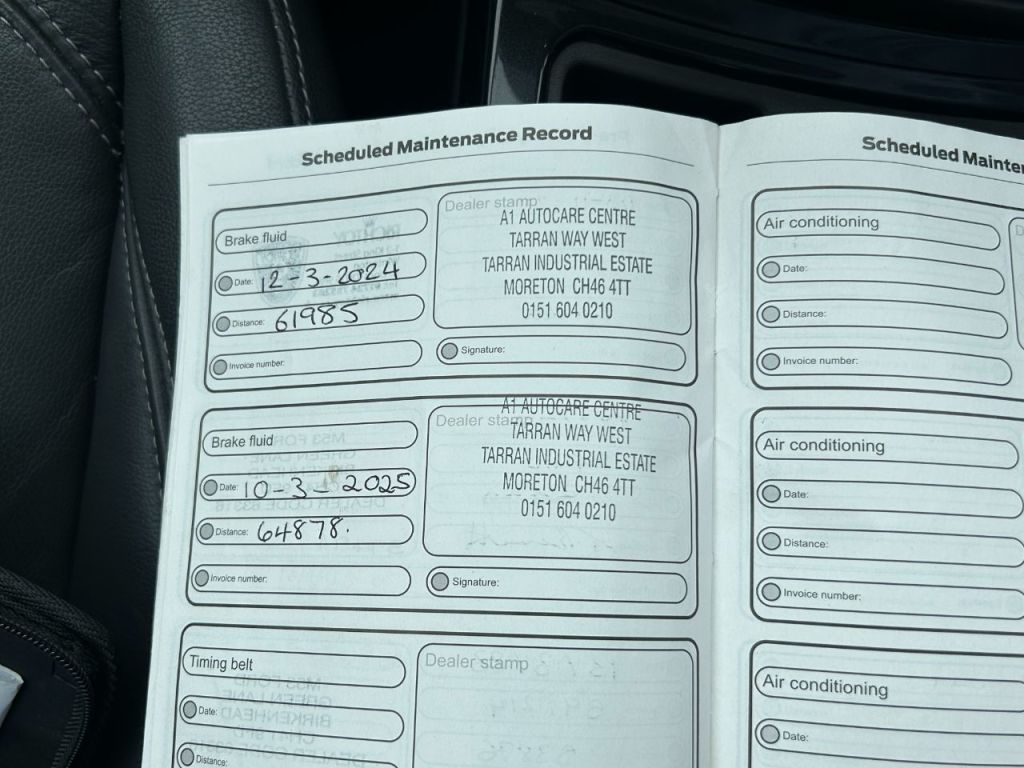 Scheduled Maintenance Record
Brake fluid
Date: 12-3-2024
Distance: 61985
Invoice number:
Dealer stamp
A1 AUTOCARE CENTRE
TARRAN WAY WEST
TARRAN INDUSTRIAL ESTATE
MORETON CH46 4TT
0151 604 0210
Signature:
Brake fluid
Date: 10-3-2025
Distance: 64878.
Invoice number:
Dealer stamp
A1 AUTOCARE CENTRE
TARRAN WAY WEST
TARRAN INDUSTRIAL ESTATE
MORETON CH46 4TT
0151 604 0210
Signature:
Timing belt
Date:
Distance:
Dealer stamp
Scheduled Mainten
Air conditioning
Date:
Distance:
Invoice number:
D
Air conditioning
Date:
Distance:
Invoice number:
Air conditioning
Date: